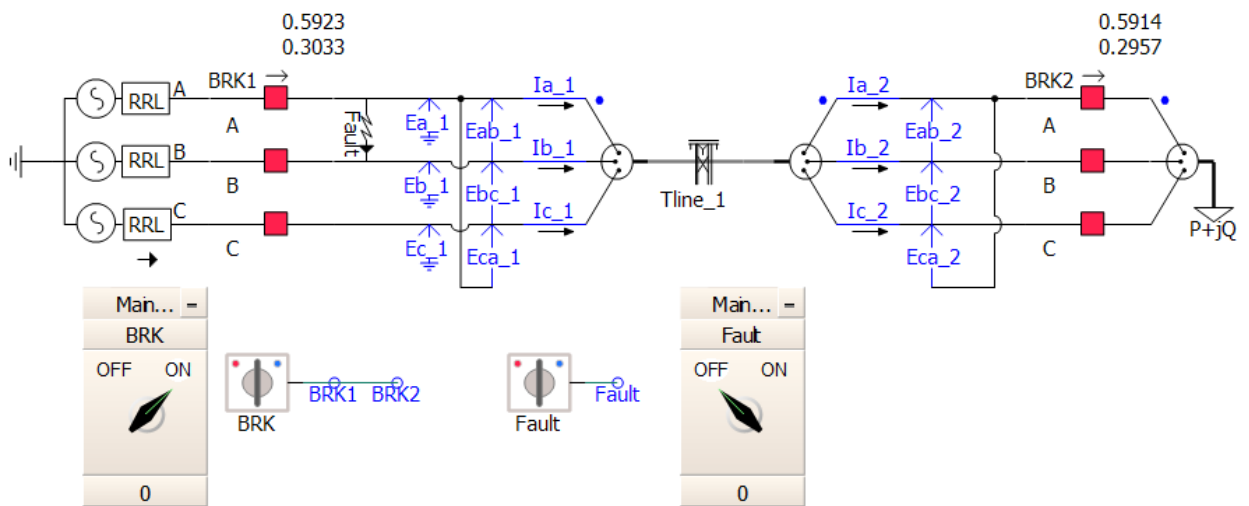 0.5923
0.3033
0.5914
0.2957
BRK1
BRK2
A
RRL
A
Fault
Ea_1
Eab_1
Ia_1
Ia_2
Eab_2
A
B
RRL
B
Eb_1
Ebc_1
Ib_1
Tline_1
Ib_2
Ebc_2
B
C
RRL
C
Ec_1
Eca_1
Ic_1
Ic_2
Eca_2
C
P+jQ
Main... =
BRK
OFF ON
0
BRK
BRK1 BRK2
Fault
Fault
Main... =
Fault
OFF ON
0